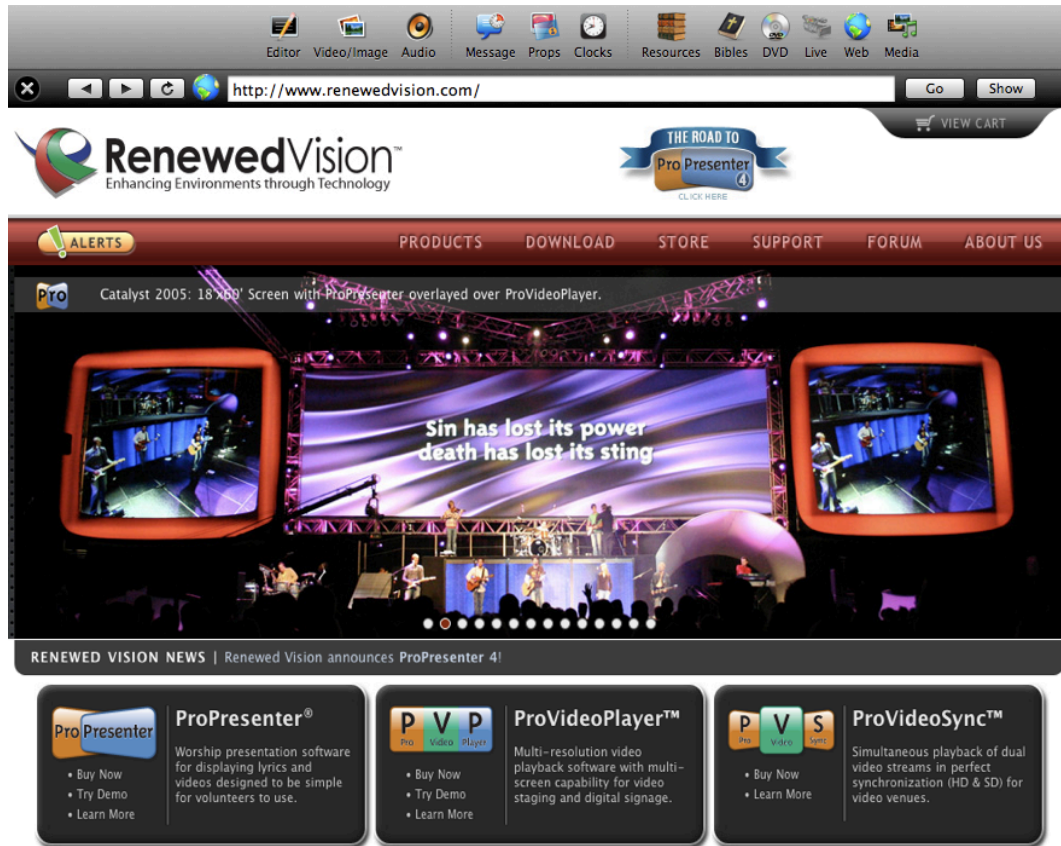 Editor Video/Image Audio Message Props Clocks Resources Bibles DVD Live Web Media
http://www.renewedvision.com/ Go Show
VIEW CART
RenewedVision™
Enhancing Environments through Technology
THE ROAD TO
ProPresenter
4
CLICK HERE
ALERTS PRODUCTS DOWNLOAD STORE SUPPORT FORUM ABOUT US
Pro Catalyst 2005: 18'x60' Screen with ProPresenter overlayed over ProVideoPlayer.
Sin has lost its power
death has lost its sting
RENEWED VISION NEWS | Renewed Vision announces ProPresenter 4!
Pro Presenter
• Buy Now
• Try Demo
• Learn More
ProPresenter®
Worship presentation software
for displaying lyrics and
videos designed to be simple
for volunteers to use.
P V P
Pro Video Player
• Buy Now
• Try Demo
• Learn More
ProVideoPlayer™
Multi-resolution video
playback software with multi-
screen capability for video
staging and digital signage.
P V S
Pro Video Sync
• Buy Now
• Learn More
ProVideoSync™
Simultaneous playback of dual
video streams in perfect
synchronization (HD & SD) for
video venues.